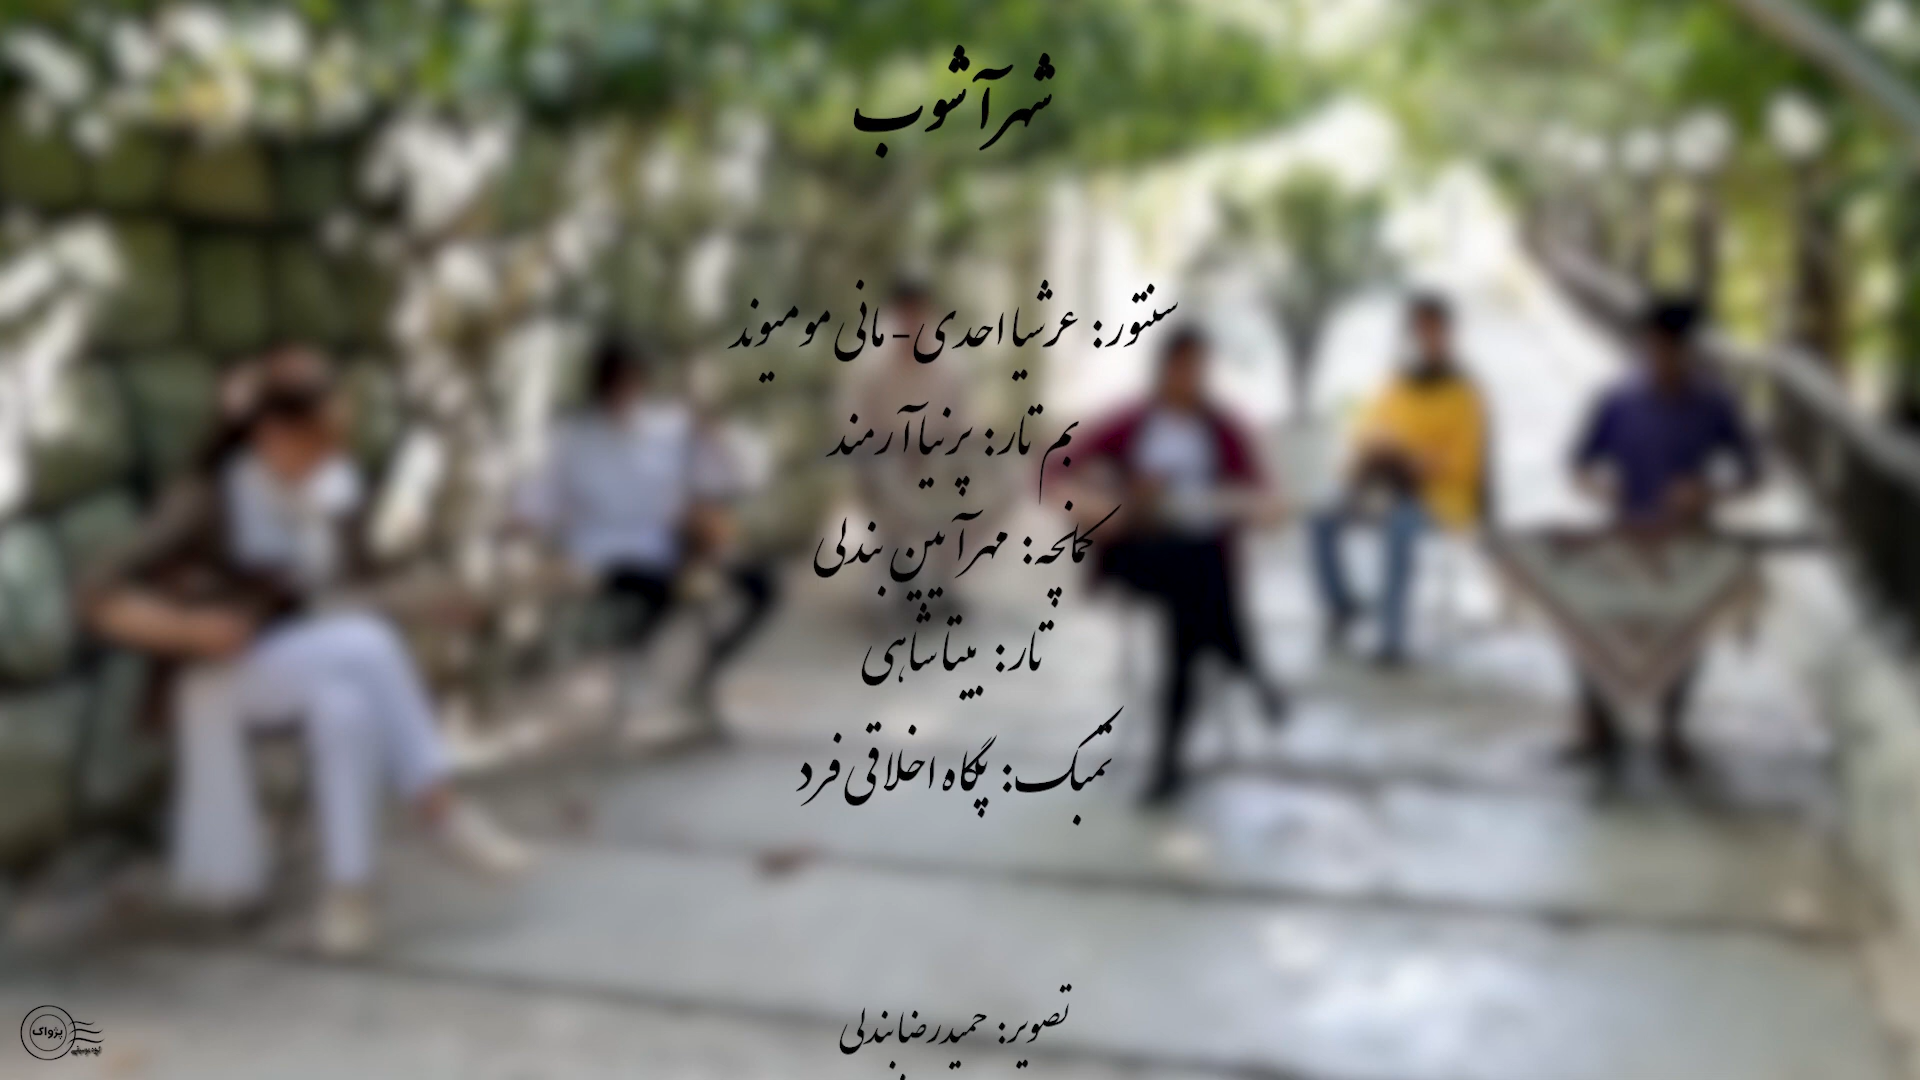 شهرآشوب
سنتور: عرشیا احدی - مانی مومیوند
بم تار: پرنیا آرمند
کمانچه: مهرآیین بندلی
تار: بیتا شاهی
تمبک: پگاه اخلاقی فرد
تصویر: حمیدرضا بندلی
پژواک